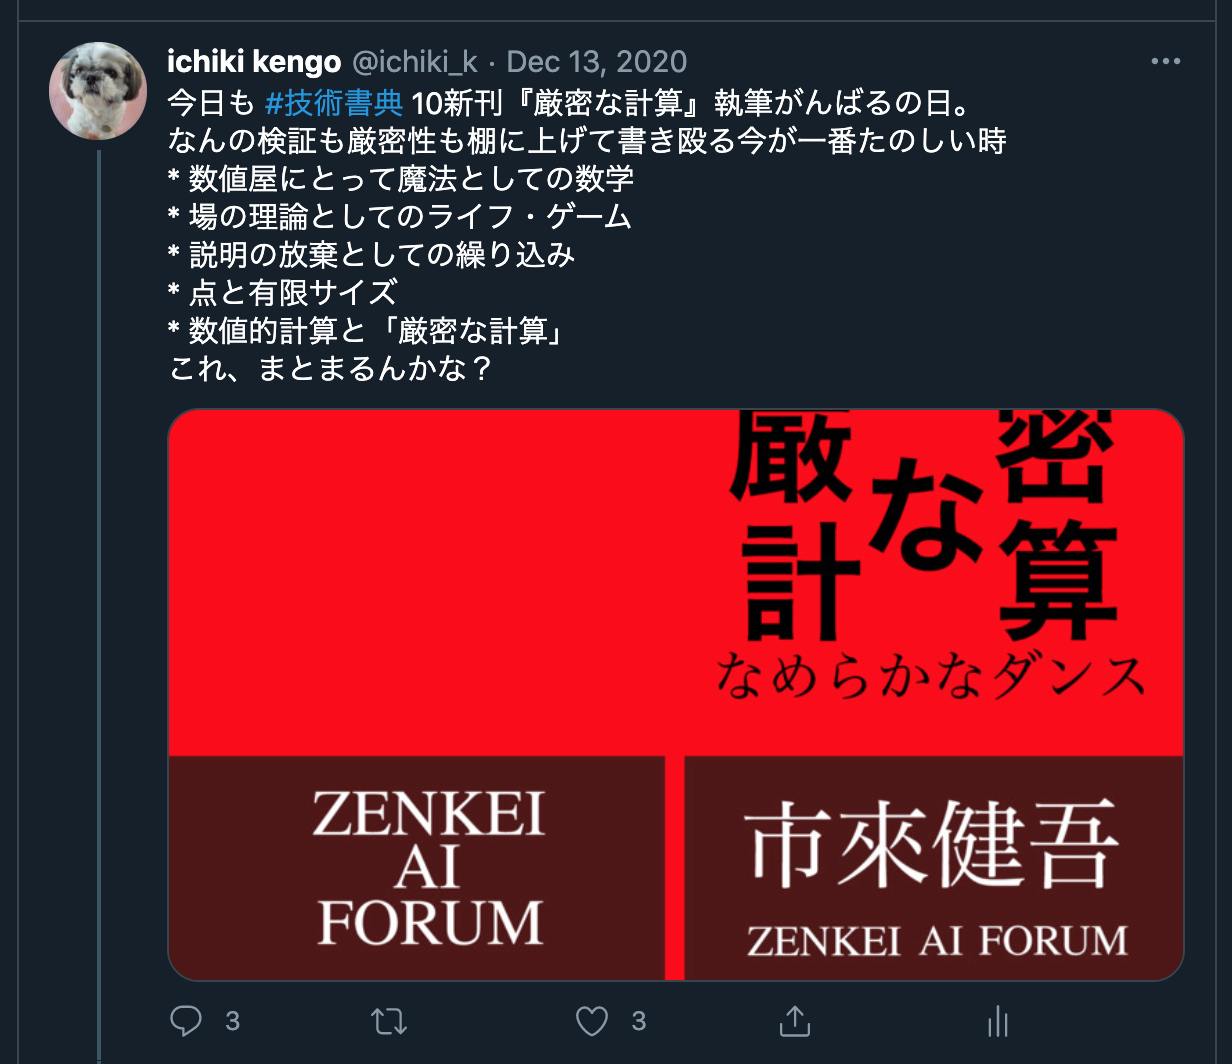 ichiki kengo @ichiki_k · Dec 13, 2020
今日も #技術書典 10新刊『厳密な計算』執筆がんばるの日。
なんの検証も厳密性も棚に上げて書き殴る今が一番たのしい時
* 数値屋にとって魔法としての数学
* 場の理論としてのライフ・ゲーム
* 説明の放棄としての繰り込み
* 点と有限サイズ
* 数値的計算と「厳密な計算」
これ、まとまるんかな？
厳密
な
計算
なめらかなダンス
ZENKEI
AI
FORUM
市來健吾
ZENKEI AI FORUM
3
3